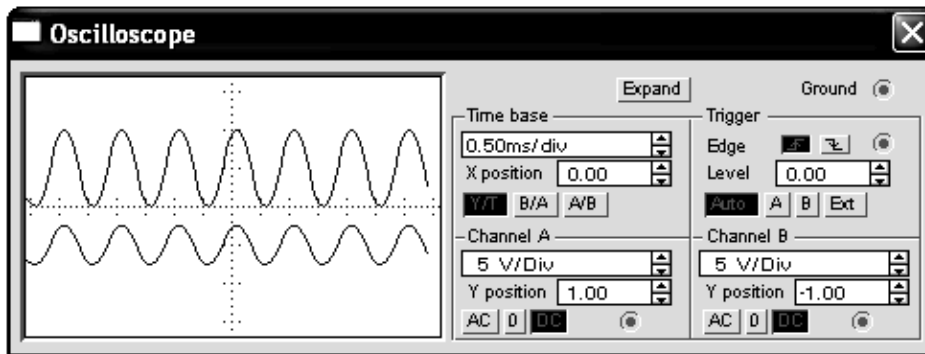 Oscilloscope
Expand Ground
Time base
0.50ms/div
X position 0.00
Y/T B/A A/B
Trigger
Edge
Level 0.00
Auto A B Ext
Channel A
5 V/Div
Y position 1.00
AC 0 DC
Channel B
5 V/Div
Y position -1.00
AC 0 DC